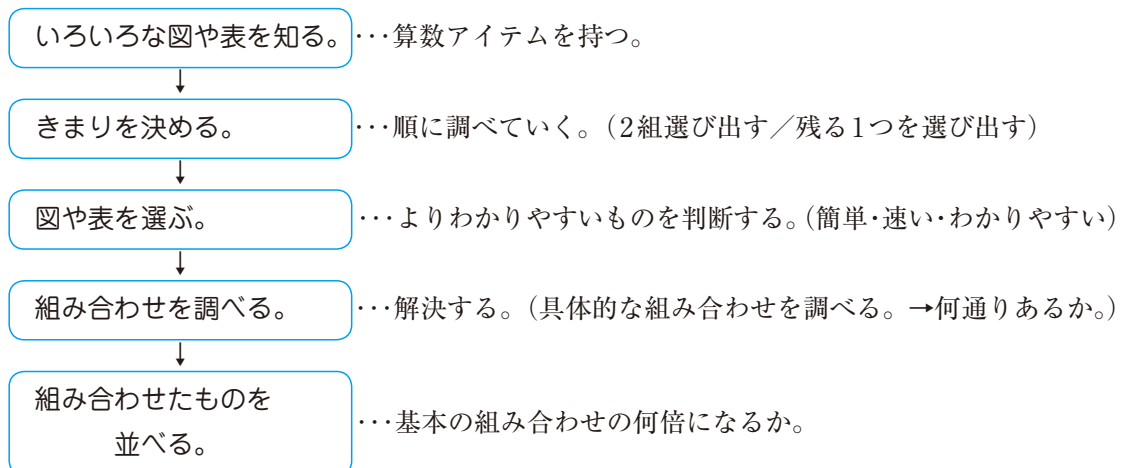 いろいろな図や表を知る。…算数アイテムを持つ。
↓
きまりを決める。…順に調べていく。（2組選び出す／残る1つを選び出す）
↓
図や表を選ぶ。…よりわかりやすいものを判断する。（簡単・速い・わかりやすい）
↓
組み合わせを調べる。…解決する。（具体的な組み合わせを調べる。→何通りあるか。）
↓
組み合わせたものを
並べる。…基本の組み合わせの何倍になるか。